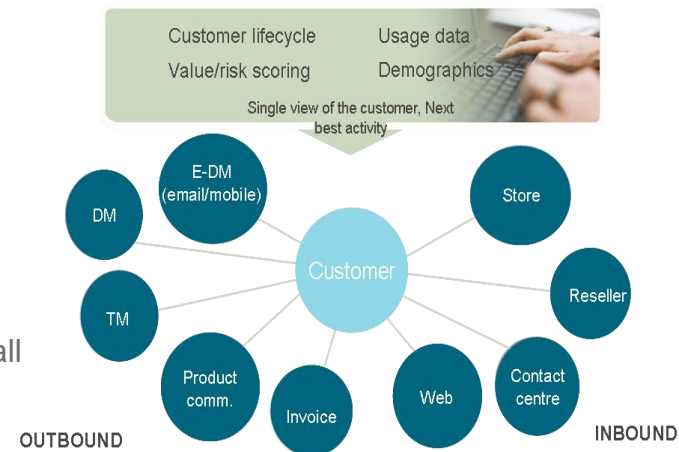 Customer lifecycle
Usage data
Value/risk scoring
Demographics
Single view of the customer, Next
best activity
E-DM
(email/mobile)
Store
DM
Customer
Reseller
TM
all
Product
comm.
Contact
centre
Web
Invoice
OUTBOUND
INBOUND